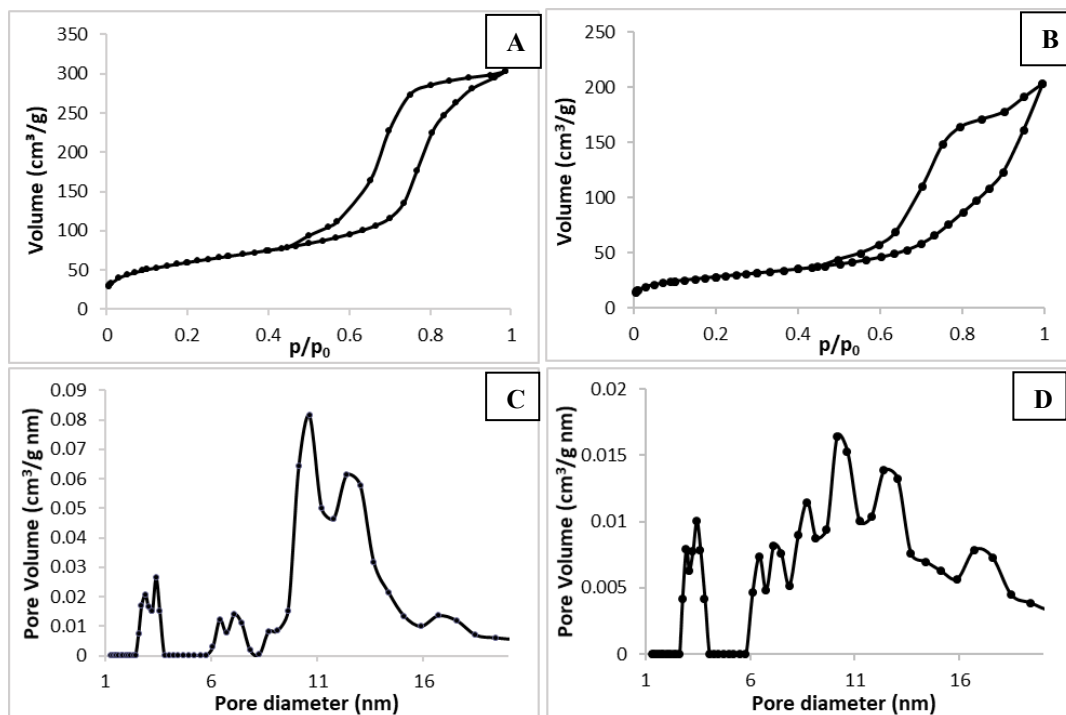 A
Volume (cm³/g)
350
300
250
200
150
100
50
0
0 0.2 0.4 0.6 0.8 1
p/p₀
B
Volume (cm³/g)
250
200
150
100
50
0
0 0.2 0.4 0.6 0.8 1
p/p₀
C
Pore Volume (cm³/g nm)
0.09
0.08
0.07
0.06
0.05
0.04
0.03
0.02
0.01
0
1 6 11 16
Pore diameter (nm)
D
Pore Volume (cm³/g nm)
0.02
0.015
0.01
0.005
0
1 6 11 16
Pore diameter (nm)